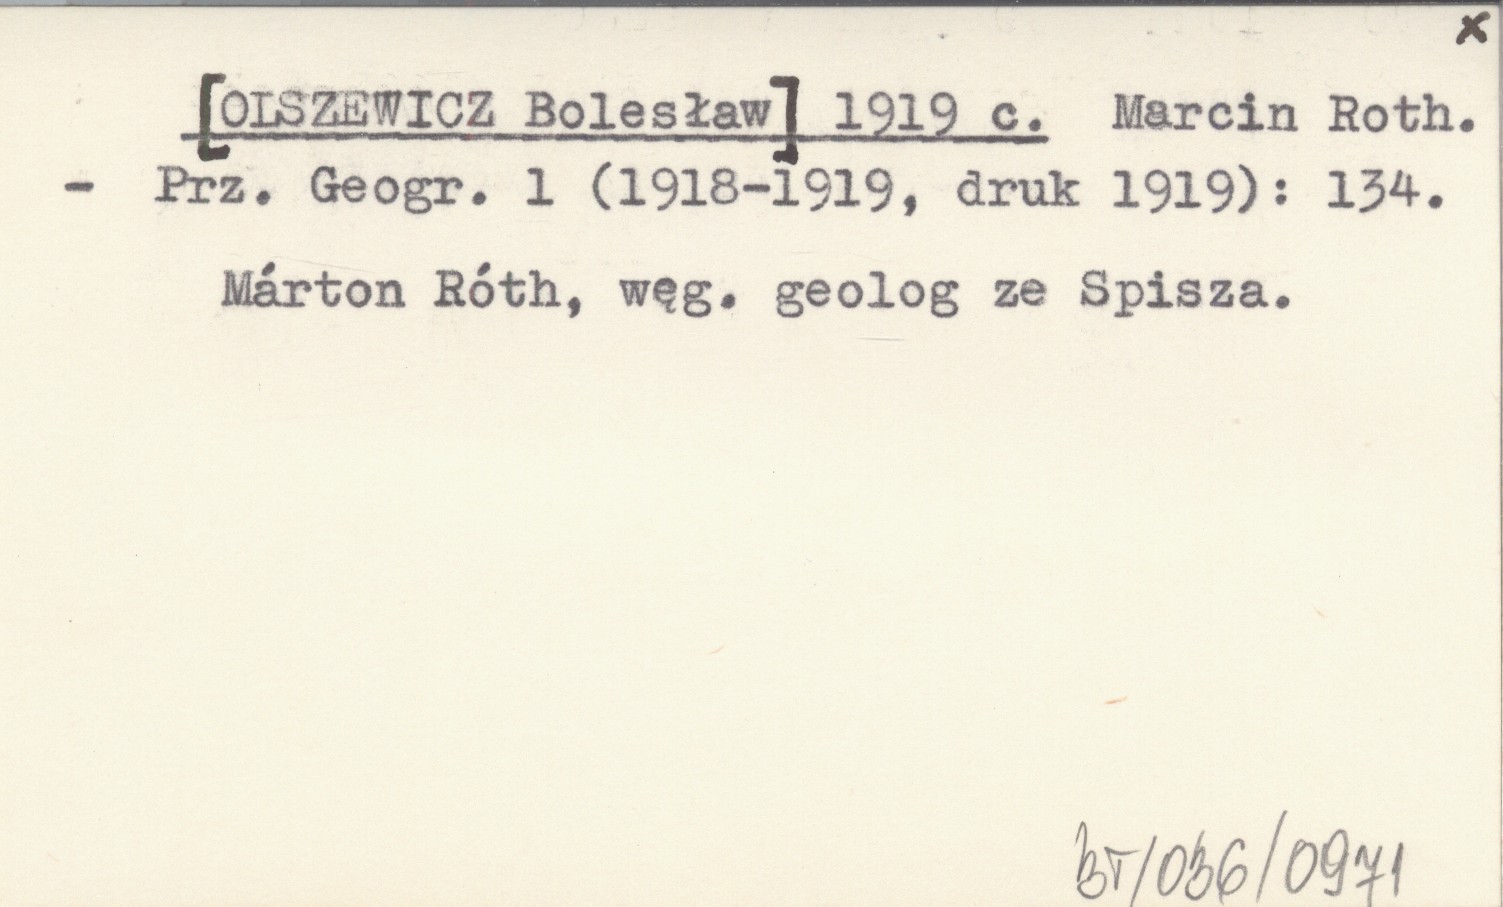 x
[OLSZEWICZ Bolesław] 1919 c. Marcin Roth.
- Prz. Geogr. 1 (1918-1919, druk 1919): 134.
Márton Róth, węg. geolog ze Spisza.
BT/036/0971